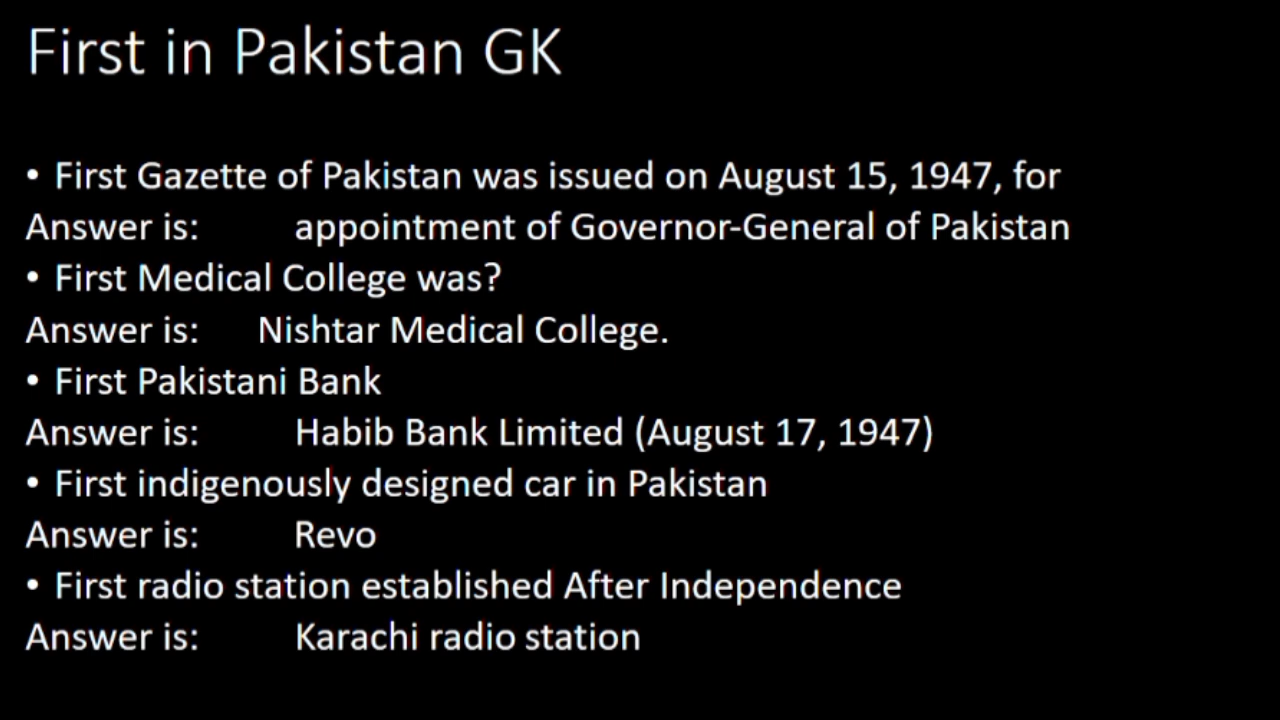 First in Pakistan GK
• First Gazette of Pakistan was issued on August 15, 1947, for
Answer is: appointment of Governor-General of Pakistan
• First Medical College was?
Answer is: Nishtar Medical College.
• First Pakistani Bank
Answer is: Habib Bank Limited (August 17, 1947)
• First indigenously designed car in Pakistan
Answer is: Revo
• First radio station established After Independence
Answer is: Karachi radio station